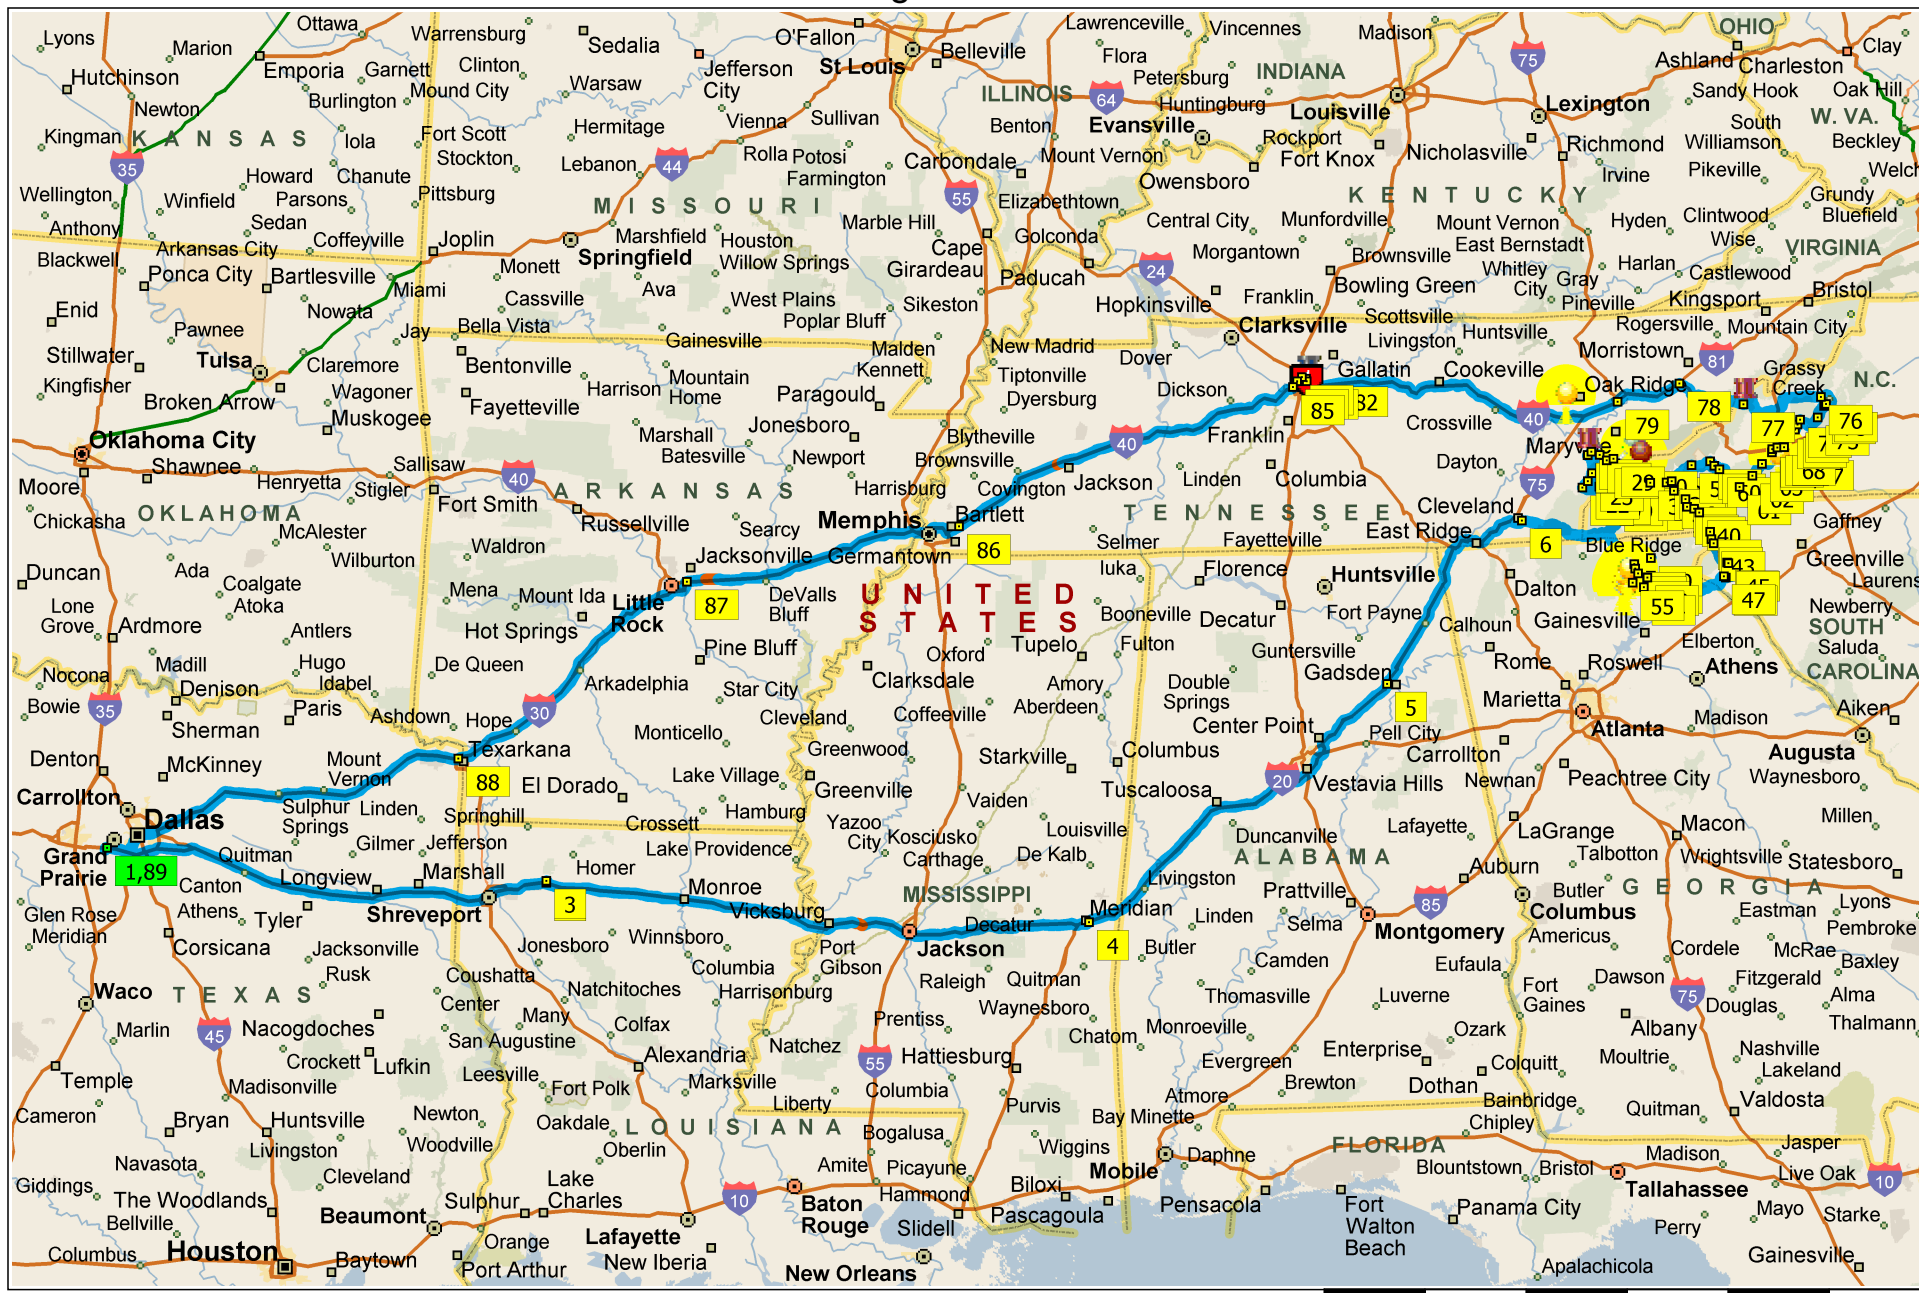 Lyons
Marion
Ottawa
Warrensburg
Sedalia
O'Fallon
Belleville
St Louis
Lawrenceville
Vincennes
Flora
Madison
OHIO
Clay
Hutchinson
Emporia
Garnett
Clinton
Mound City
Warsaw
Jefferson
City
ILLINOIS
64
Petersburg
INDIANA
75
Ashland
Charleston
Newton
Burlington
Huntingburg
Louisville
Lexington
Sandy Hook
Oak Hill
Kingman
KANSAS
Iola
Fort Scott
Stockton
Hermitage
Vienna
Sullivan
Benton
Evansville
Rockport
Fort Knox
Nicholasville
Richmond
South
Williamson
W. VA.
Beckley
35
Lebanon
44
Rolla
Potosi
Farmington
Carbondale
Mount Vernon
Owensboro
Irvine
Pikeville
Welch
Wellington
Winfield
Howard
Parsons
Chanute
Pittsburg
MISSOURI
55
Elizabethtown
KENTUCKY
Grundy
Bluefield
Anthony
Sedan
Coffeyville
Arkansas City
Joplin
Springfield
Marshfield
Houston
Willow Springs
Marble Hill
Cape
Girardeau
Golconda
Central City
Munfordville
Morgantown
Mount Vernon
East Bernstadt
Hyden
Clintwood
Wise
VIRGINIA
Blackwell
Ponca City
Bartlesville
Miami
Monett
Cassville
Ava
West Plains
Poplar Bluff
Sikeston
Paducah
24
Hopkinsville
Franklin
Brownsville
Bowling Green
Whitley
City
Gray
Pineville
Harlan
Castlewood
Kingsport
Bristol
Enid
Nowata
Pawnee
Jay
Bella Vista
Gainesville
Malden
Kennett
New Madrid
Clarksville
Scottsville
Livingston
Huntsville
Rogersville
Mountain City
Stillwater
Tulsa
Claremore
Bentonville
Dover
Gallatin
Cookeville
Morristown
81
Grassy
Creek
N.C.
Kingfisher
Broken Arrow
Wagoner
Muskogee
Fayetteville
Harrison
Mountain
Home
Paragould
Tiptonville
Dyersburg
Dickson
85
82
Oak Ridge
78
76
Oklahoma City
Shawnee
Henryetta
Sallisaw
40
Marshall
Batesville
Jonesboro
Newport
Blytheville
Brownsville
40
Franklin
Crossville
40
Maryville
79
77
Moore
Chickasha
OKLAHOMA
Stigler
Fort Smith
ARKANSAS
Russellville
Harrisburg
Covington
Jackson
Linden
Columbia
Dayton
75
29
68
McAlester
Wilburton
Waldron
Searcy
Memphis
Bartlett
Germantown
86
TENNESSEE
Selmer
Fayetteville
East Ridge
Cleveland
6
Blue Ridge
60
40
Gaffney
Duncan
Ada
Coalgate
Atoka
Mena
Mount Ida
Jacksonville
Little
Rock
87
DeValls
Bluff
UNITED
STATES
Iuka
Florence
Huntsville
Dalton
43
47
55
Greenville
Laurens
Lone
Grove
Ardmore
Antlers
Hot Springs
Pine Bluff
Tupelo
Booneville
Fulton
Decatur
Fort Payne
Calhoun
Gainesville
Elberton
Newberry
SOUTH
Saluda
CAROLINA
Nocona
Madill
Denison
Hugo
Idabel
De Queen
Arkadelphia
Star City
Oxford
Clarksdale
Amory
Aberdeen
Guntersville
Gadsden
5
Rome
Roswell
Athens
Bowie
35
Sherman
Paris
Ashdown
Hope
30
Monticello
Cleveland
Coffeeville
Double
Springs
Center Point
Pell City
Marietta
Atlanta
Madison
Aiken
Denton
McKinney
Mount
Vernon
Texarkana
88
El Dorado
Lake Village
Greenwood
Starkville
Columbus
Carrollton
Augusta
Carrollton
Dallas
Sulphur
Springs
Linden
Springhill
Hamburg
Greenville
Vaiden
Tuscaloosa
20
Vestavia Hills
Newnan
Peachtree City
Waynesboro
Grand
Prairie
1,89
Quitman
Gilmer
Jefferson
Crossett
Lake Providence
Yazoo
City
Kosciusko
Carthage
Louisville
De Kalb
Duncanville
ALABAMA
Lafayette
LaGrange
Talbotton
Macon
Wrightsville
Millen
Statesboro
Canton
Athens
Longview
Marshall
Homer
3
Monroe
Vicksburg
MISSISSIPPI
Livingston
Prattville
Auburn
Butler
GEORGIA
Glen Rose
Meridian
Tyler
Shreveport
Decatur
Meridian
4
Linden
Selma
85
Columbus
Eastman
Lyons
Pembroke
Corsicana
Jacksonville
Rusk
Jonesboro
Winnsboro
Port
Gibson
Jackson
Butler
Montgomery
Americus
Cordele
McRae
Baxley
Waco
TEXAS
Coushatta
Center
Natchitoches
Columbia
Harrisonburg
Raleigh
Quitman
Waynesboro
Camden
Thomasville
Eufaula
Luverne
Fort
Gaines
Dawson
75
Fitzgerald
Douglas
Alma
Marlin
45
Nacogdoches
Many
San Augustine
Colfax
Prentiss
Chatom
Monroeville
Ozark
Albany
Thalmann
Crockett
Lufkin
Alexandria
Natchez
55
Hattiesburg
Evergreen
Enterprise
Colquitt
Moultrie
Nashville
Lakeland
Temple
Madisonville
Leesville
Fort Polk
Marksville
Columbia
Brewton
Dothan
Cameron
Bryan
Huntsville
Newton
Oakdale
LOUISIANA
Liberty
Bogalusa
Purvis
Bay Minette
Atmore
Bainbridge
Chipley
Quitman
Valdosta
Navasota
Livingston
Woodville
Oberlin
Amite
Wiggins
Mobile
Daphne
FLORIDA
Madison
Jasper
Giddings
The Woodlands
Cleveland
Sulphur
Lake
Charles
10
Baton
Rouge
Picayune
Hammond
Biloxi
Pascagoula
Pensacola
Blountstown
Bristol
Tallahassee
Live Oak
10
Bellville
Beaumont
Lafayette
Slidell
Fort
Walton
Beach
Panama City
Perry
Mayo
Starke
Columbus
Houston
Baytown
Orange
Port Arthur
New Iberia
New Orleans
Apalachicola
Gainesville